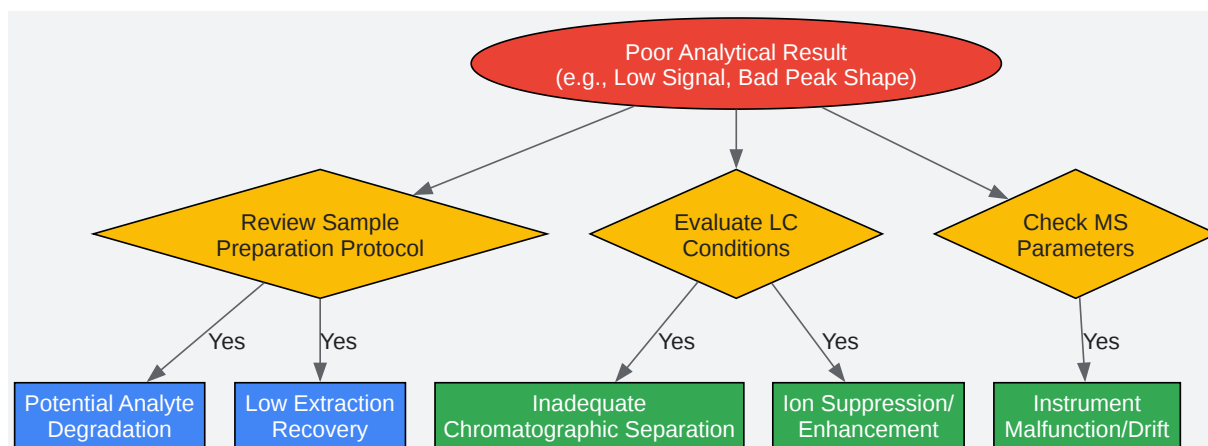 Poor Analytical Result
(e.g., Low Signal, Bad Peak Shape)
Review Sample
Preparation Protocol
Evaluate LC
Conditions
Check MS
Parameters
Yes
Yes
Yes
Yes
Yes
Potential Analyte
Degradation
Low Extraction
Recovery
Inadequate
Chromatographic Separation
Ion Suppression/
Enhancement
Instrument
Malfunction/Drift